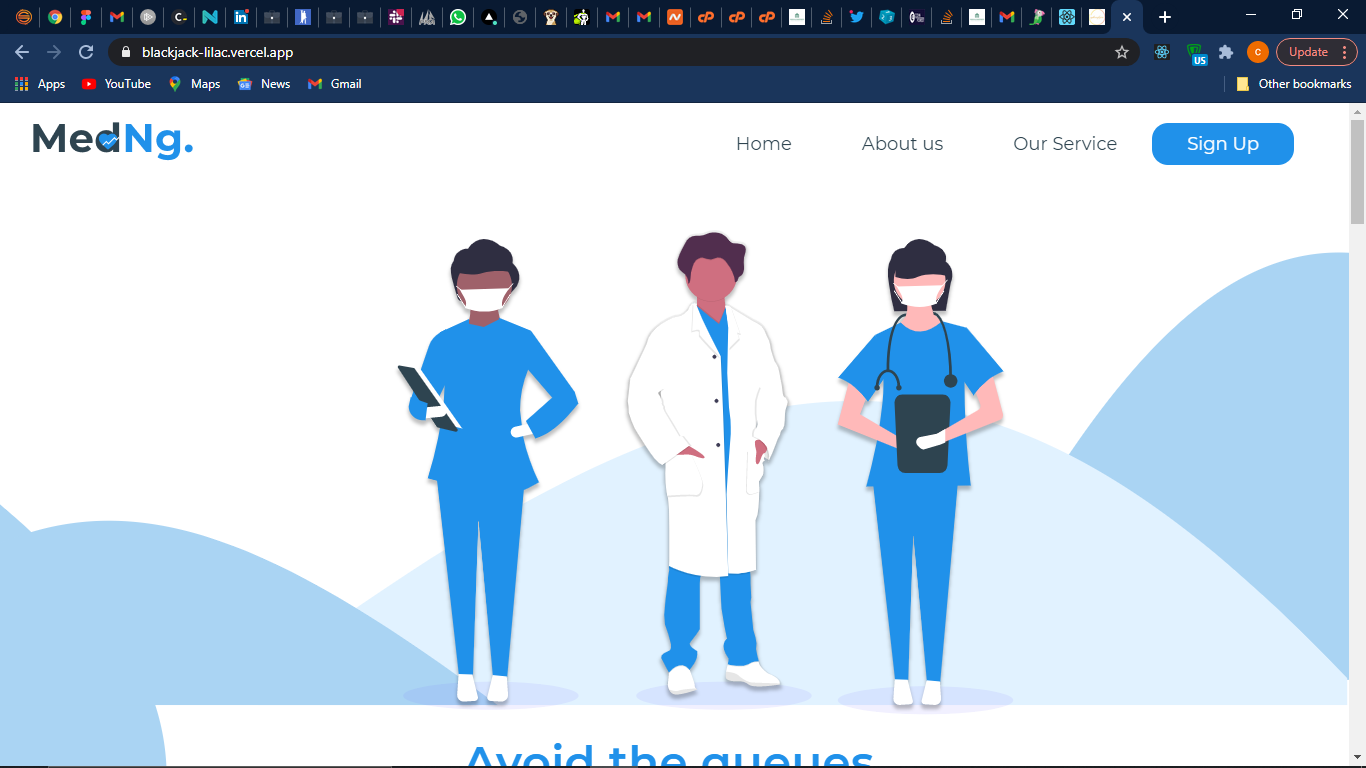 blackjack-lilac.vercel.app
C
US
Update
Apps
YouTube
Maps
News
Gmail
Other bookmarks
MedNg.
Home
About us
Our Service
Sign Up
Avoid the queues